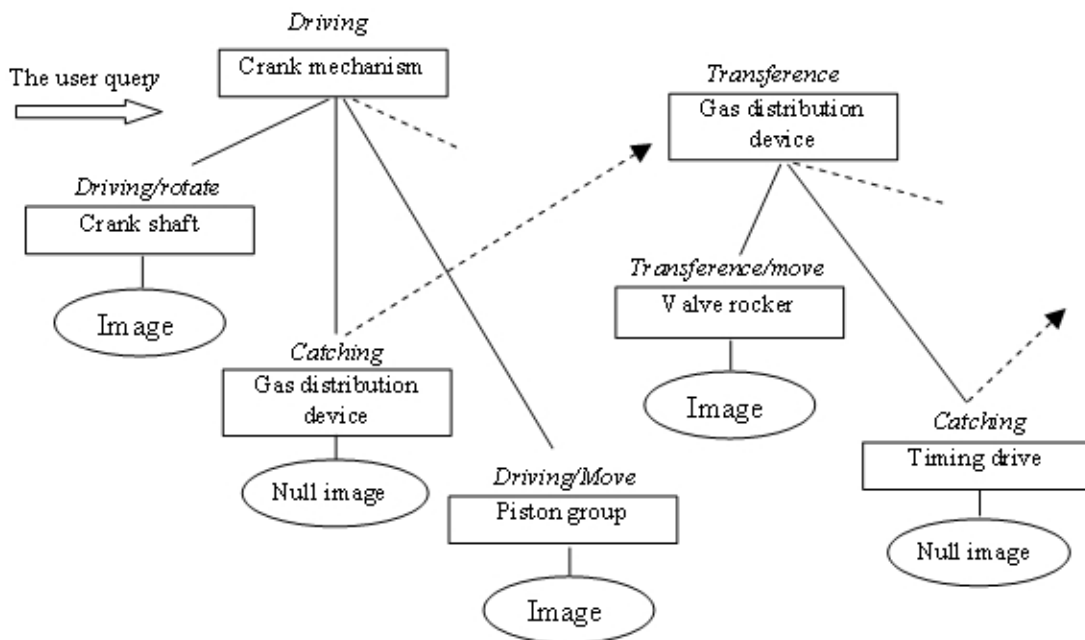 Driving
The user query
Crank mechanism
Transference
Gas distribution
device
Driving/rotate
Crank shaft
Image
Transference/move
Valve rocker
Image
Catching
Gas distribution
device
Null image
Catching
Timing drive
Null image
Driving/Move
Piston group
Image